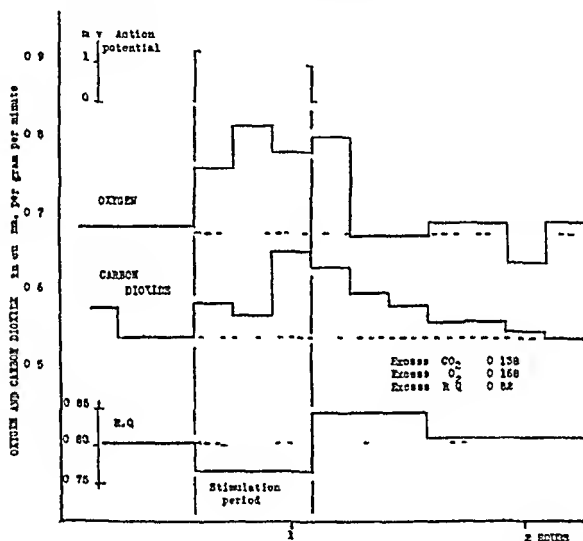 m v Action
potential
1
0
0 9
0 8
0 7
0 6
0 5
OXYGEN AND CARBON DIOXIDE in cu mm. per gram per minute
OXYGEN
CARBON
DIOXIDE
Excess CO2 0 138
Excess O2 0 168
Excess R Q 0 82
0 85
0 80
0 75
R.Q
Stimulation
period
1
2 HOURS